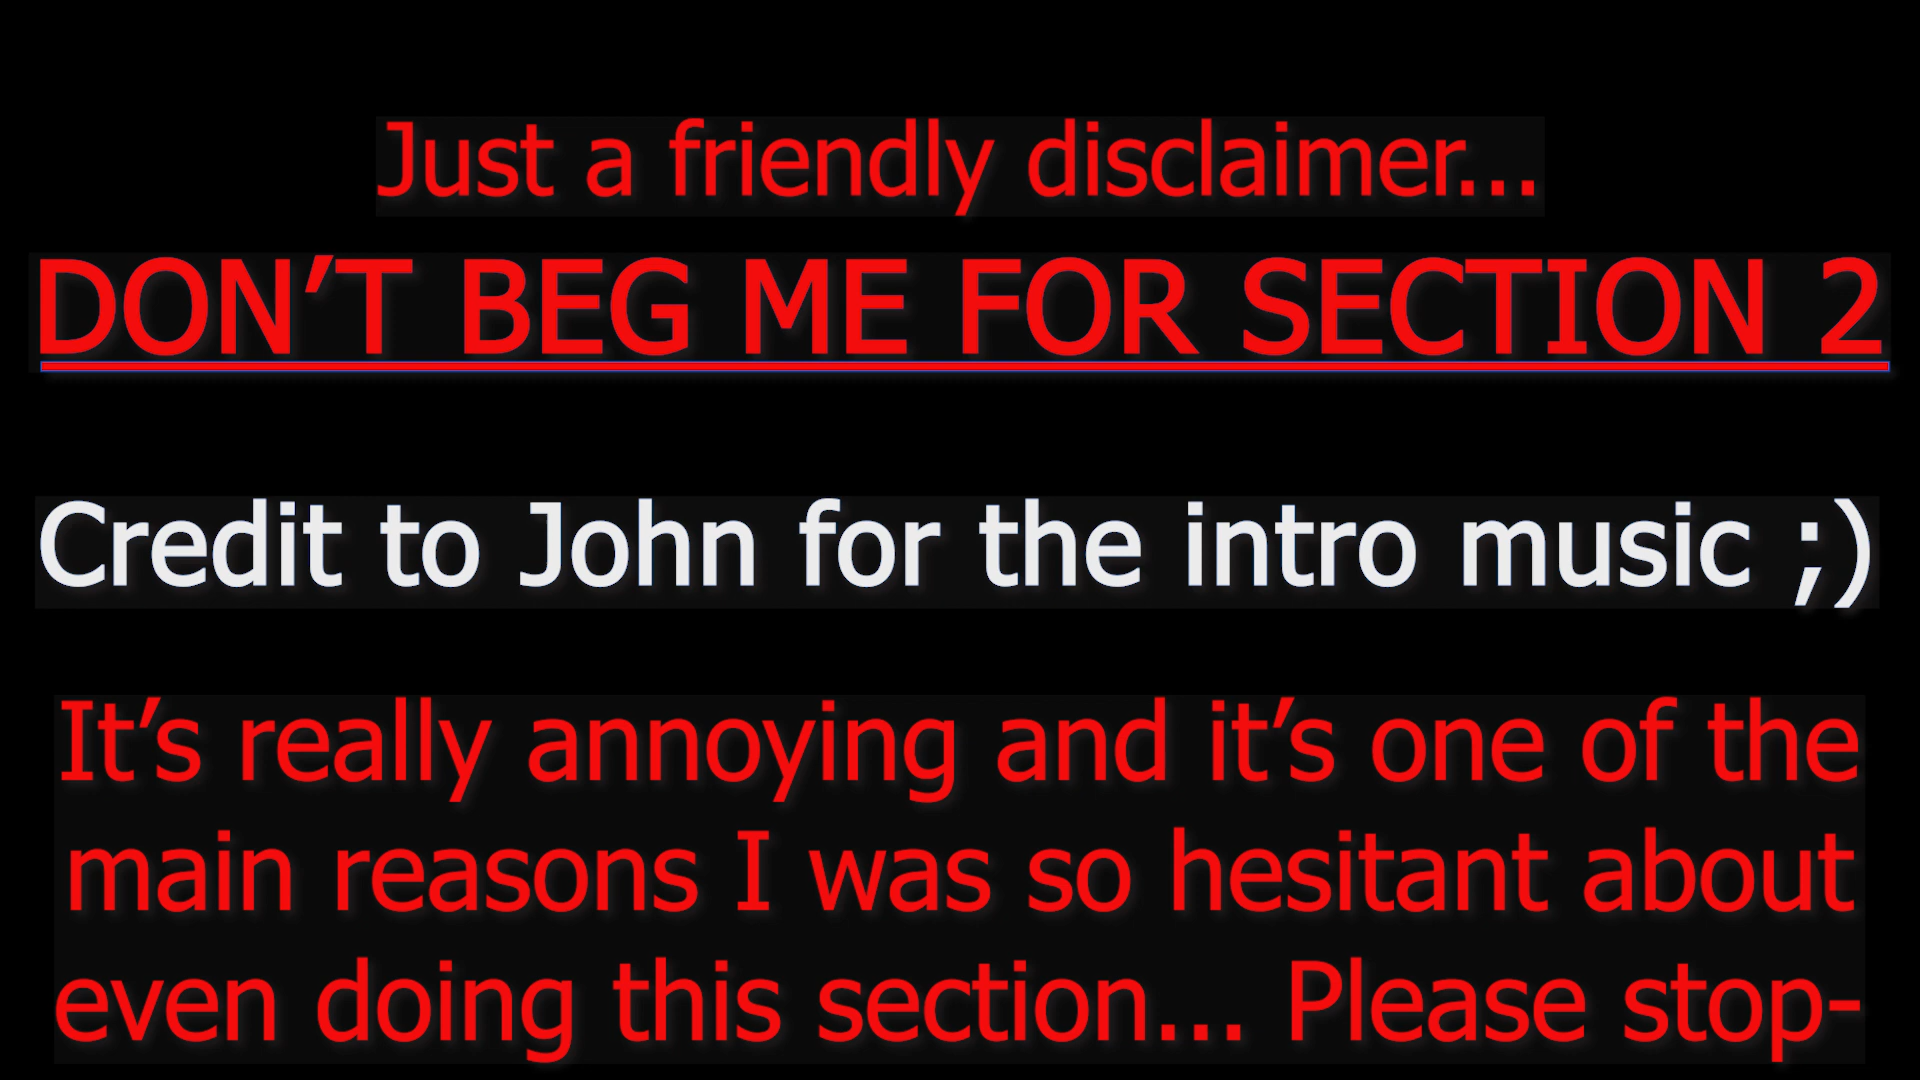 Just a friendly disclaimer...
DON’T BEG ME FOR SECTION 2
Credit to John for the intro music ;)
It’s really annoying and it’s one of the
main reasons I was so hesitant about
even doing this section... Please stop-